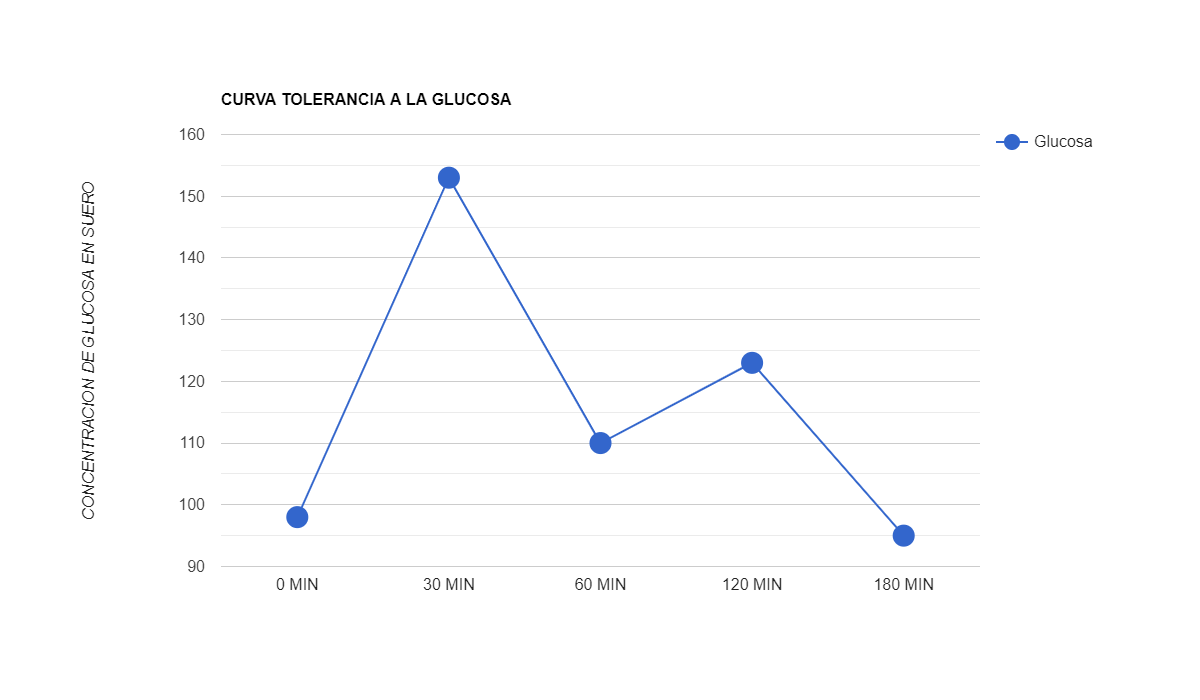 CURVA TOLERANCIA A LA GLUCOSA
Glucosa
CONCENTRACION DE GLUCOSA EN SUERO
160
150
140
130
120
110
100
90
0 MIN
30 MIN
60 MIN
120 MIN
180 MIN